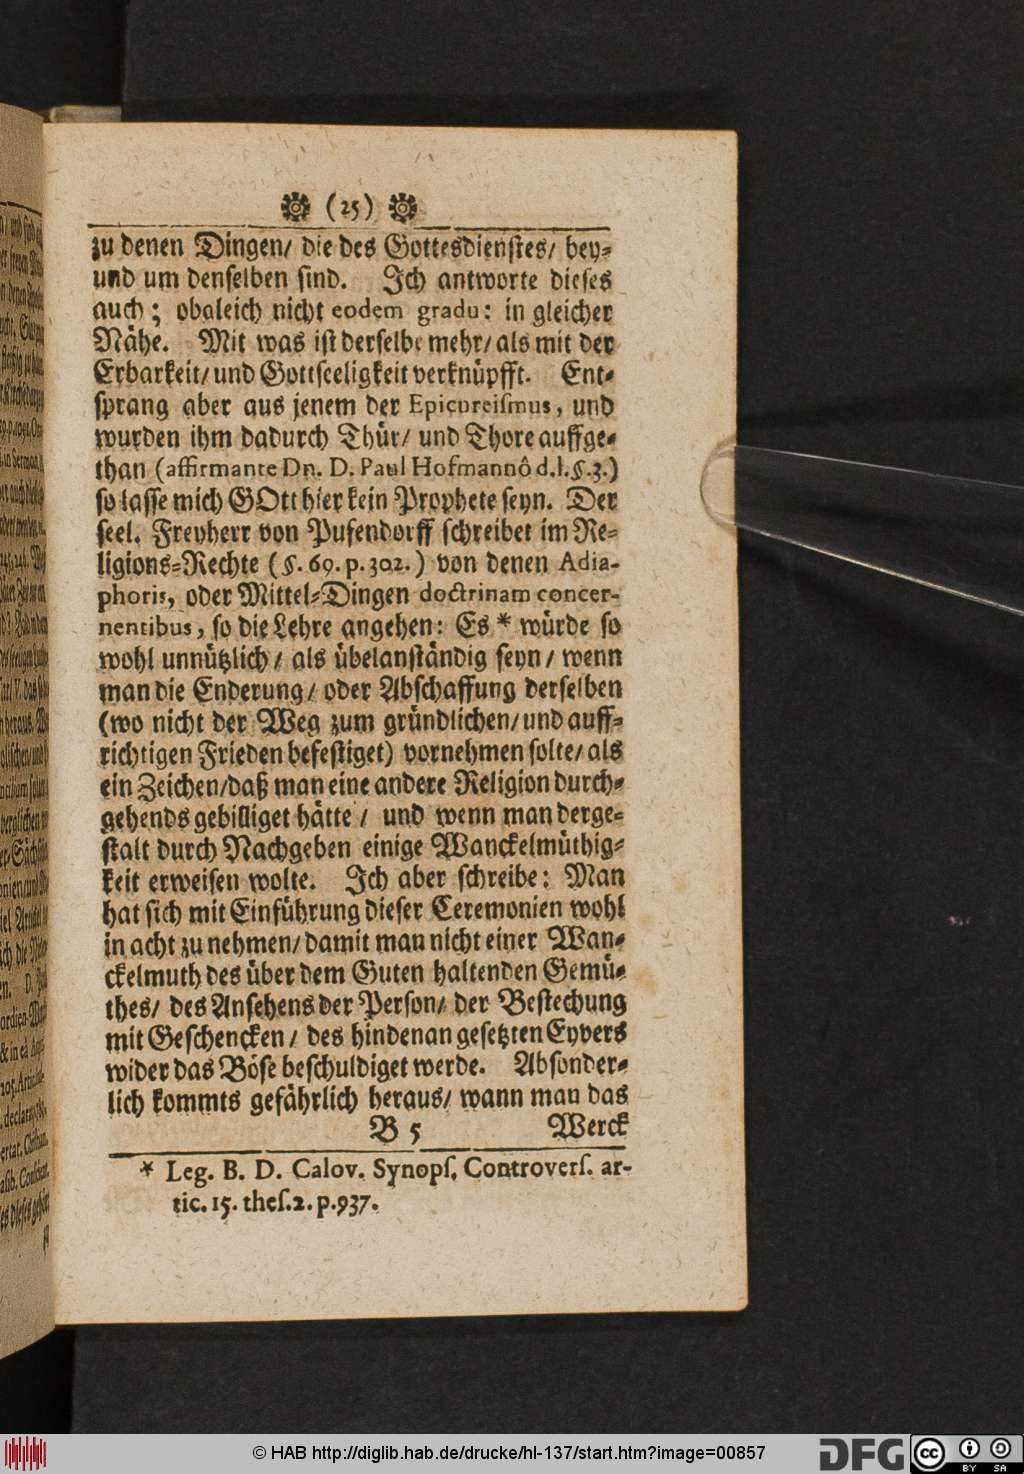 (25)
zu denen Dingen/ die des Gottesdienstes/ bey-
und um denselben sind. Ich antworte dieses
auch; obgleich nicht eodem gradu: in gleicher
Nähe. Mit was ist derselbe mehr/ als mit der
Erbarkeit/ und Gottseeligkeit verknüpfft. Ent-
sprang aber aus jenem der Epicureiſmus, und
wurden ihm dadurch Thür/ und Thore auffge-
than (affirmante Dn. D. Paul Hofmannô d. l. §. 3.)
so lasse mich GOtt hier kein Prophete seyn. Der
seel. Freyherr von Pufendorff schreibet im Re-
ligions-Rechte (§. 69. p. 302.) von denen Adia-
phoris, oder Mittel-Dingen doctrinam concer-
nentibus, so die Lehre angehen: Es * würde so
wohl unnützlich/ als übelanständig seyn/ wenn
man die Enderung/ oder Abschaffung derselben
(wo nicht der Weg zum gründlichen/ und auff-
richtigen Frieden befestiget) vornehmen solte/ als
ein Zeichen/ daß man eine andere Religion durch-
gehends gebilliget hätte/ und wenn man derge-
stalt durch Nachgeben einige Wanckelmüthig-
keit erweisen wolte. Ich aber schreibe: Man
hat sich mit Einführung dieser Ceremonien wohl
in acht zu nehmen/ damit man nicht einer Wan-
ckelmuth des über dem Guten haltenden Gemü-
thes/ des Ansehens der Person/ der Bestechung
mit Geschencken/ des hindenan gesetzten Eyvers
wider das Böse beschuldiget werde. Absonder-
lich kommts gefährlich heraus/ wann man das
B 5 Werck
* Leg. B. D. Calov. Synopſ. Controverſ. ar-
tic. 15. theſ. 2. p. 937.
© HAB http://diglib.hab.de/drucke/hl-137/start.htm?image=00857
DFG cc BY SA